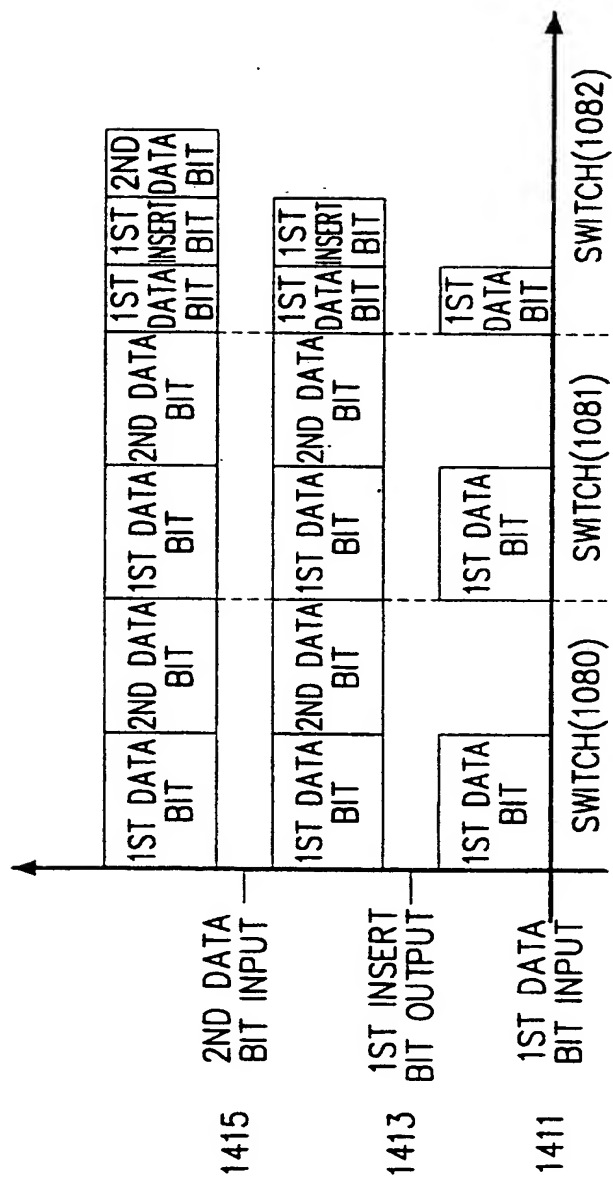 1415
2ND DATA
BIT INPUT
1ST DATA
BIT
2ND DATA
BIT
1ST DATA
BIT
2ND DATA
BIT
1ST
DATA
BIT
1ST
INSERT
BIT
2ND
DATA
BIT
1413
1ST INSERT
BIT OUTPUT
1ST DATA
BIT
2ND DATA
BIT
1ST DATA
BIT
2ND DATA
BIT
1ST
DATA
BIT
1ST
INSERT
BIT
1411
1ST DATA
BIT INPUT
1ST DATA
BIT
1ST DATA
BIT
1ST
DATA
BIT
SWITCH(1080)
SWITCH(1081)
SWITCH(1082)